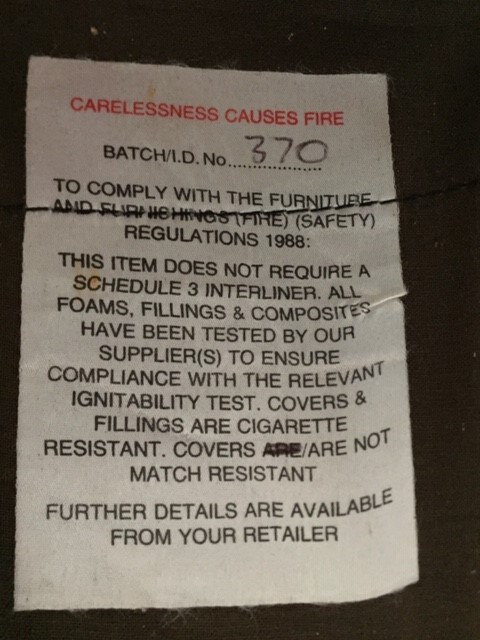 CARELESSNESS CAUSES FIRE
BATCH/I.D. No.....370
TO COMPLY WITH THE FURNITURE
AND FURNISHINGS (FIRE) (SAFETY)
REGULATIONS 1988:
THIS ITEM DOES NOT REQUIRE A
SCHEDULE 3 INTERLINER. ALL
FOAMS, FILLINGS & COMPOSITES
HAVE BEEN TESTED BY OUR
SUPPLIER(S) TO ENSURE
COMPLIANCE WITH THE RELEVANT
IGNITABILITY TEST. COVERS &
FILLINGS ARE CIGARETTE
RESISTANT. COVERS ARE/ARE NOT
MATCH RESISTANT
FURTHER DETAILS ARE AVAILABLE
FROM YOUR RETAILER